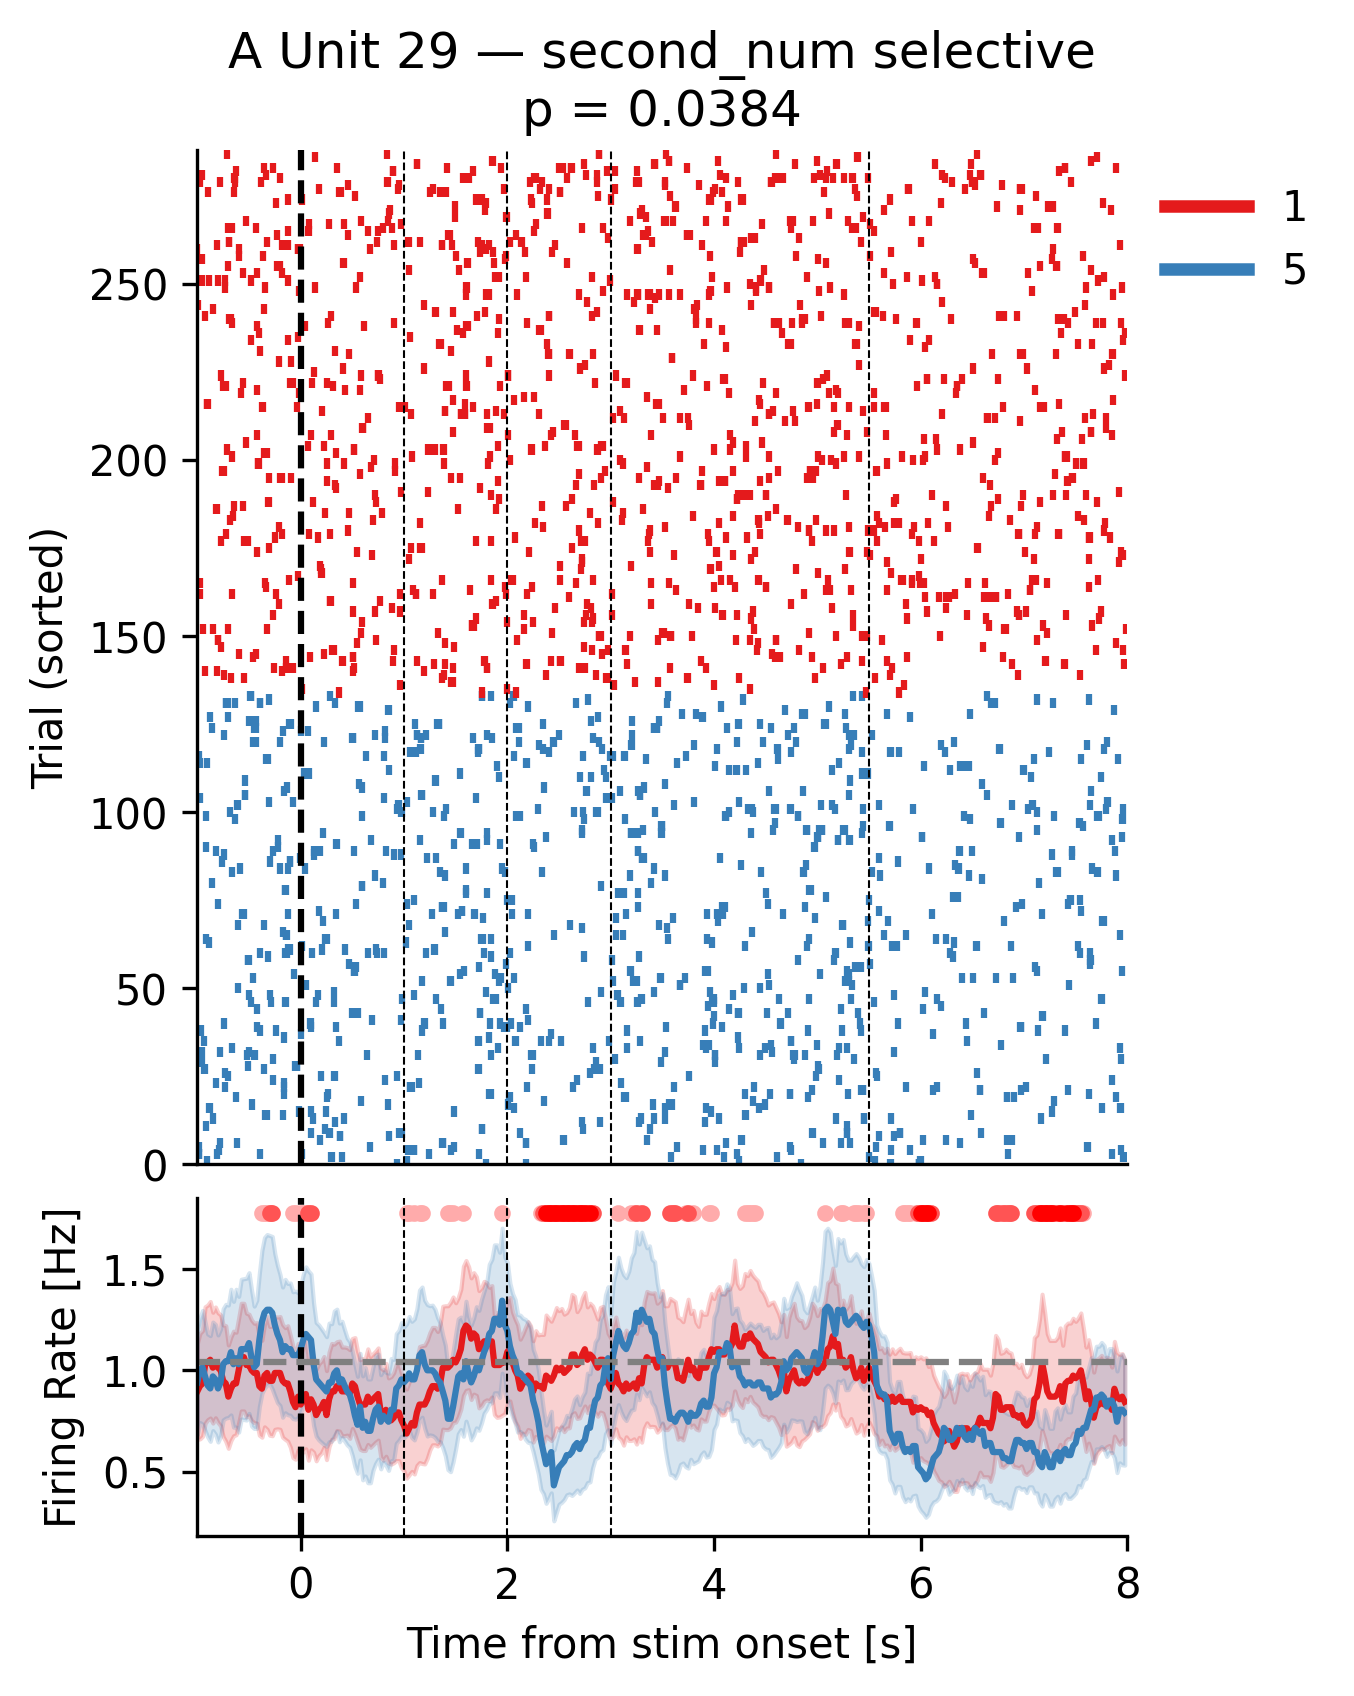 A Unit 29 — second_num selective
p = 0.0384
1
5
Trial (sorted)
250
200
150
100
50
0
Firing Rate [Hz]
1.5
1.0
0.5
0 2 4 6 8
Time from stim onset [s]